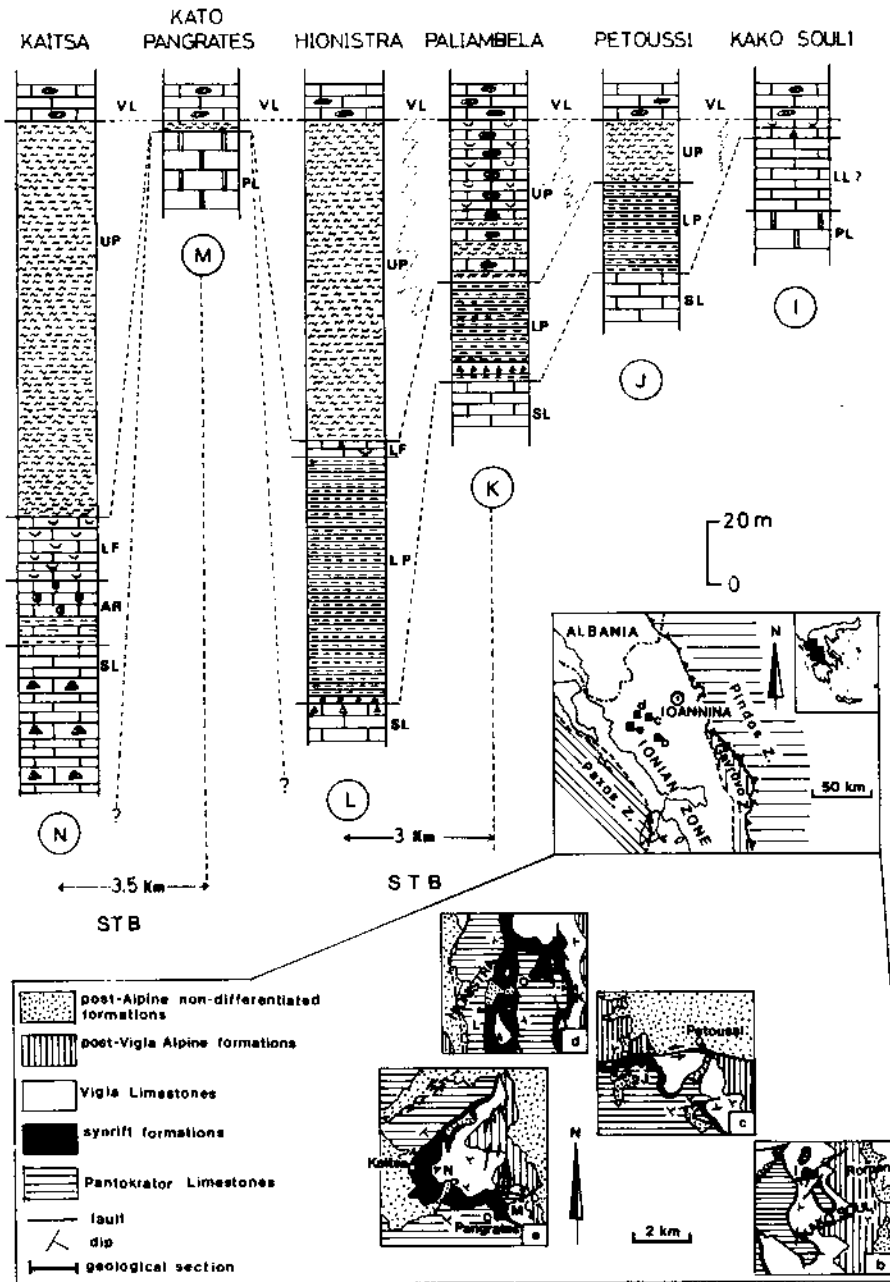 KAITSA
KATO PANGRATES
HIONISTRA
PALIAMBELA
PETOUSSI
KAKO SOULI
VL
VL
VL
VL
VL
UP
PL
UP
UP
UP
LP
SL
LL ?
PL
LP
SL
LF
LP
SL
LF
AR
SL
M
I
J
K
L
N
?
?
20 m
0
3 Km
STB
3.5 Km
STB
ALBANIA
N
IOANNINA
Pindos Z.
Gavrovo Z.
IONIAN ZONE
Paxos Z.
50 km
d
c
e
b
post-Alpine non-differentiated
formations
post-Vigla Alpine formations
Vigla Limestones
synrift formations
Pantokrator Limestones
fault
dip
geological section
L
d
Petoussi
J
c
Kaitsa
N
M
Pangrates
e
N
2 km
I
KAKO SOULI
b